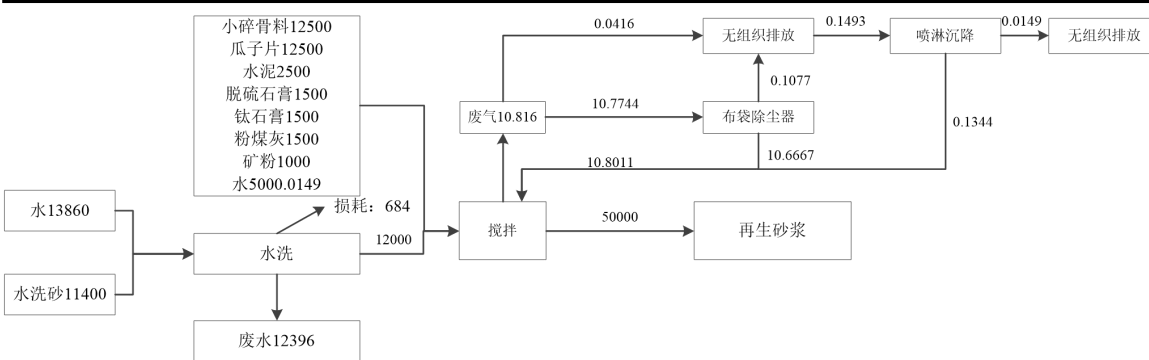 小碎骨料12500
瓜子片12500
水泥2500
脱硫石膏1500
钛石膏1500
粉煤灰1500
矿粉1000
水5000.0149
0.0416
无组织排放
0.1493
喷淋沉降
0.0149
无组织排放
0.1077
废气10.816
10.7744
布袋除尘器
0.1344
10.8011
10.6667
水13860
损耗：684
12000
搅拌
50000
再生砂浆
水洗
水洗砂11400
废水12396